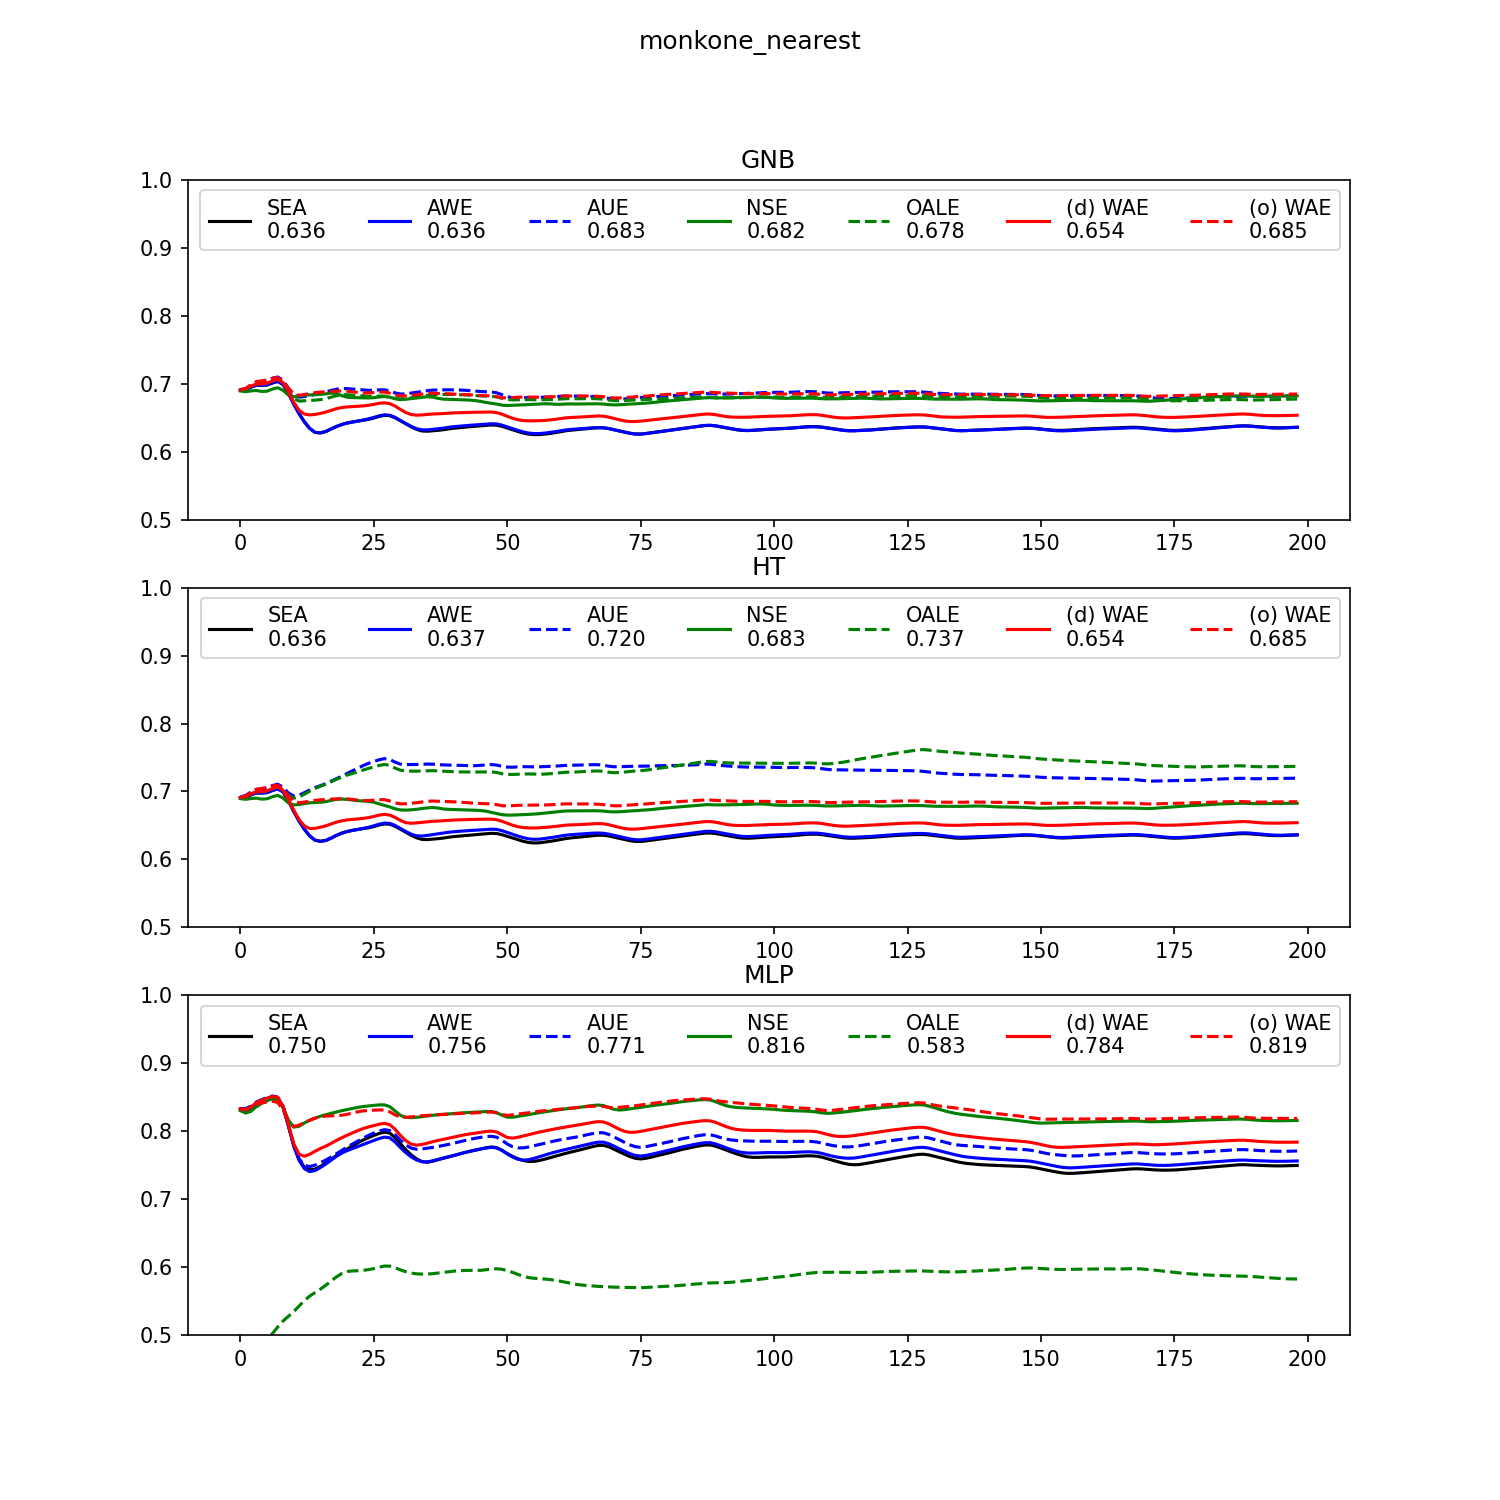 monkone_nearest
GNB
1.0
0.9
0.8
0.7
0.6
0.5
SEA AWE AUE NSE OALE (d) WAE (o) WAE
0.636 0.636 0.683 0.682 0.678 0.654 0.685
0 25 50 75 100 125 150 175 200
HT
1.0
0.9
0.8
0.7
0.6
0.5
SEA AWE AUE NSE OALE (d) WAE (o) WAE
0.636 0.637 0.720 0.683 0.737 0.654 0.685
0 25 50 75 100 125 150 175 200
MLP
1.0
0.9
0.8
0.7
0.6
0.5
SEA AWE AUE NSE OALE (d) WAE (o) WAE
0.750 0.756 0.771 0.816 0.583 0.784 0.819
0 25 50 75 100 125 150 175 200